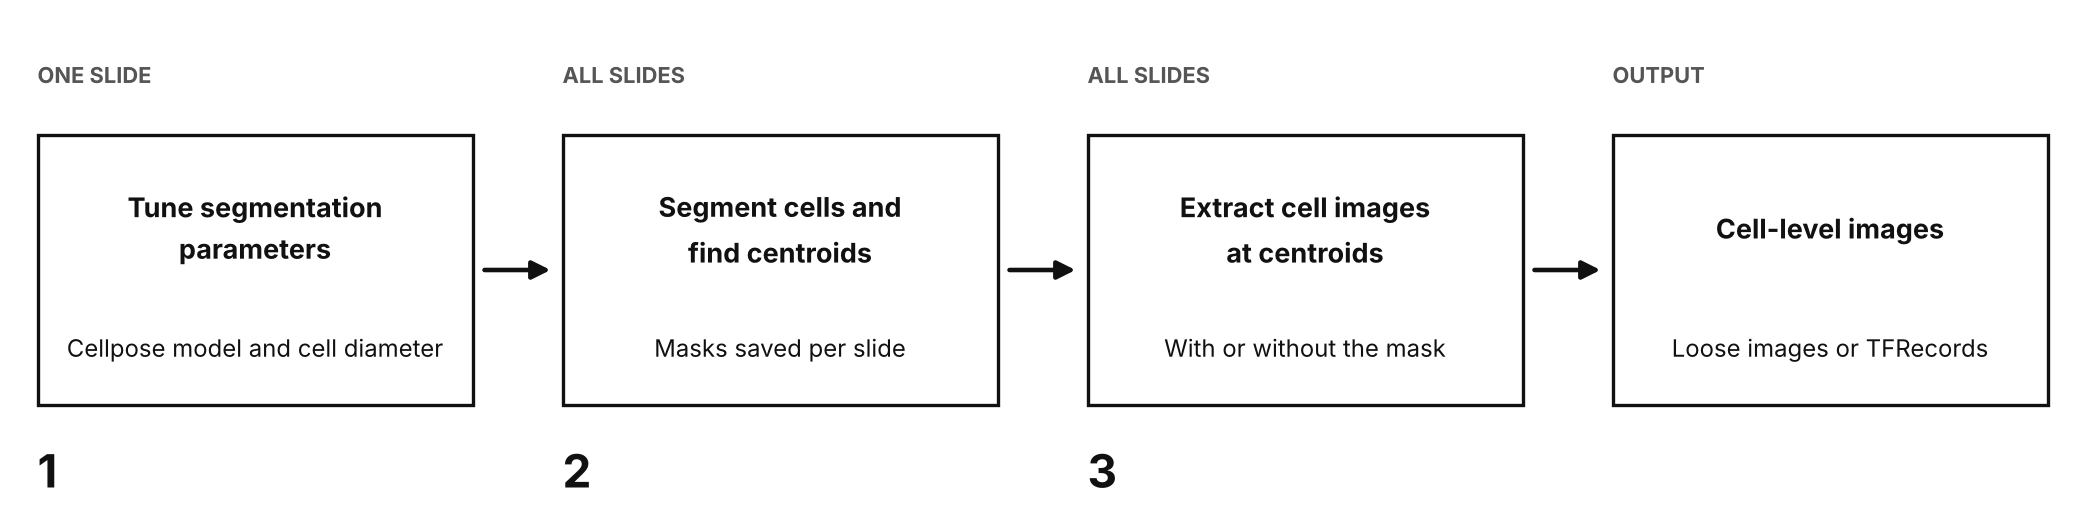 ONE SLIDE
Tune segmentation
parameters
Cellpose model and cell diameter
1
ALL SLIDES
Segment cells and
find centroids
Masks saved per slide
2
ALL SLIDES
Extract cell images
at centroids
With or without the mask
3
OUTPUT
Cell-level images
Loose images or TFRecords